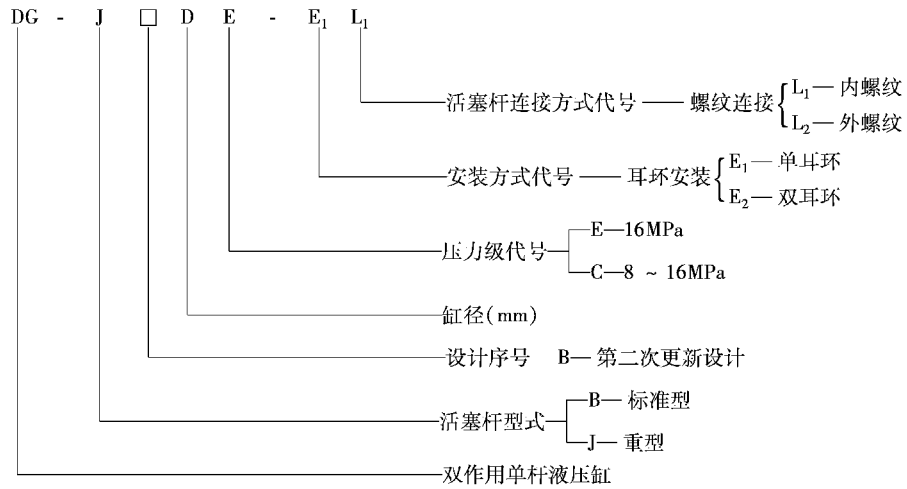 DG - J □ D E - E₁ L₁
活塞杆连接方式代号 — 螺纹连接 { L₁— 内螺纹
L₂— 外螺纹
安装方式代号 — 耳环安装 { E₁— 单耳环
E₂— 双耳环
压力级代号 E—16MPa
C—8 ~ 16MPa
缸径(mm)
设计序号 B— 第二次更新设计
活塞杆型式 B— 标准型
J— 重型
双作用单杆液压缸